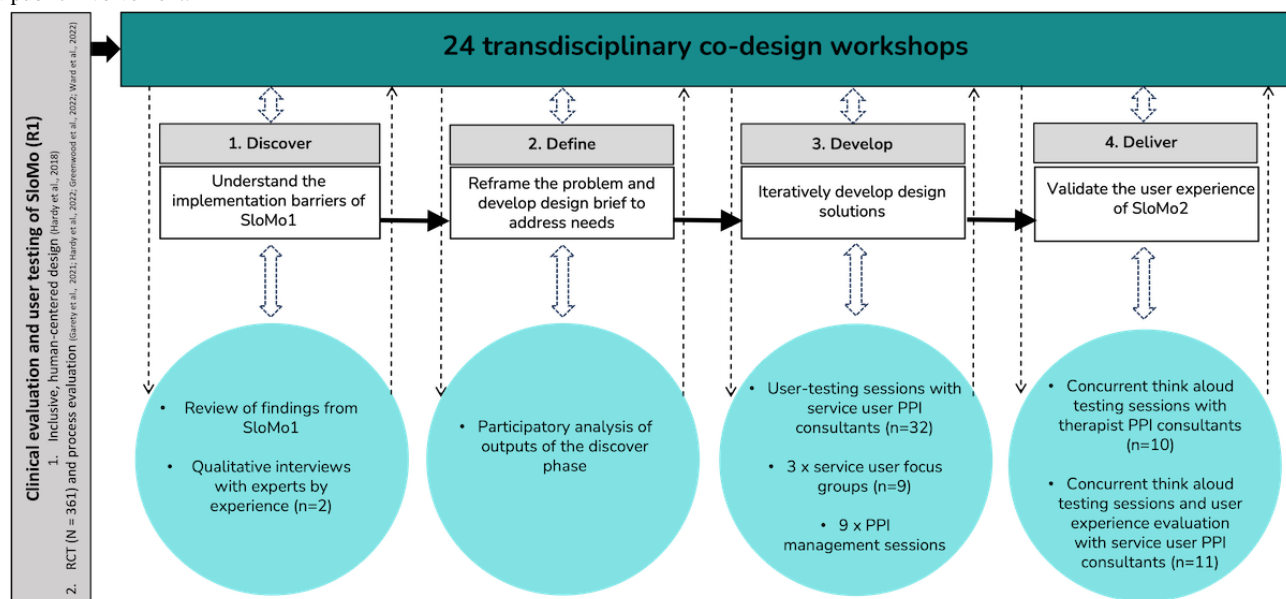 Clinical evaluation and user testing of SloMo (R1)
1. Inclusive, human-centered design (Hardy et al., 2018)
2. RCT (N = 361) and process evaluation (Garety et al., 2021; Hardy et al., 2022; Greenwood et al., 2022; Ward et al., 2022)
24 transdisciplinary co-design workshops
1. Discover
Understand the
implementation barriers of
SloMo1
2. Define
Reframe the problem and
develop design brief to
address needs
3. Develop
Iteratively develop design
solutions
4. Deliver
Validate the user experience
of SloMo2
• Review of findings from
SloMo1
• Qualitative interviews
with experts by
experience (n=2)
• Participatory analysis of
outputs of the discover
phase
• User-testing sessions with
service user PPI
consultants (n=32)
• 3 x service user focus
groups (n=9)
• 9 x PPI
management sessions
• Concurrent think aloud
testing sessions with
therapist PPI consultants
(n=10)
• Concurrent think aloud
testing sessions and user
experience evaluation
with service user PPI
consultants (n=11)